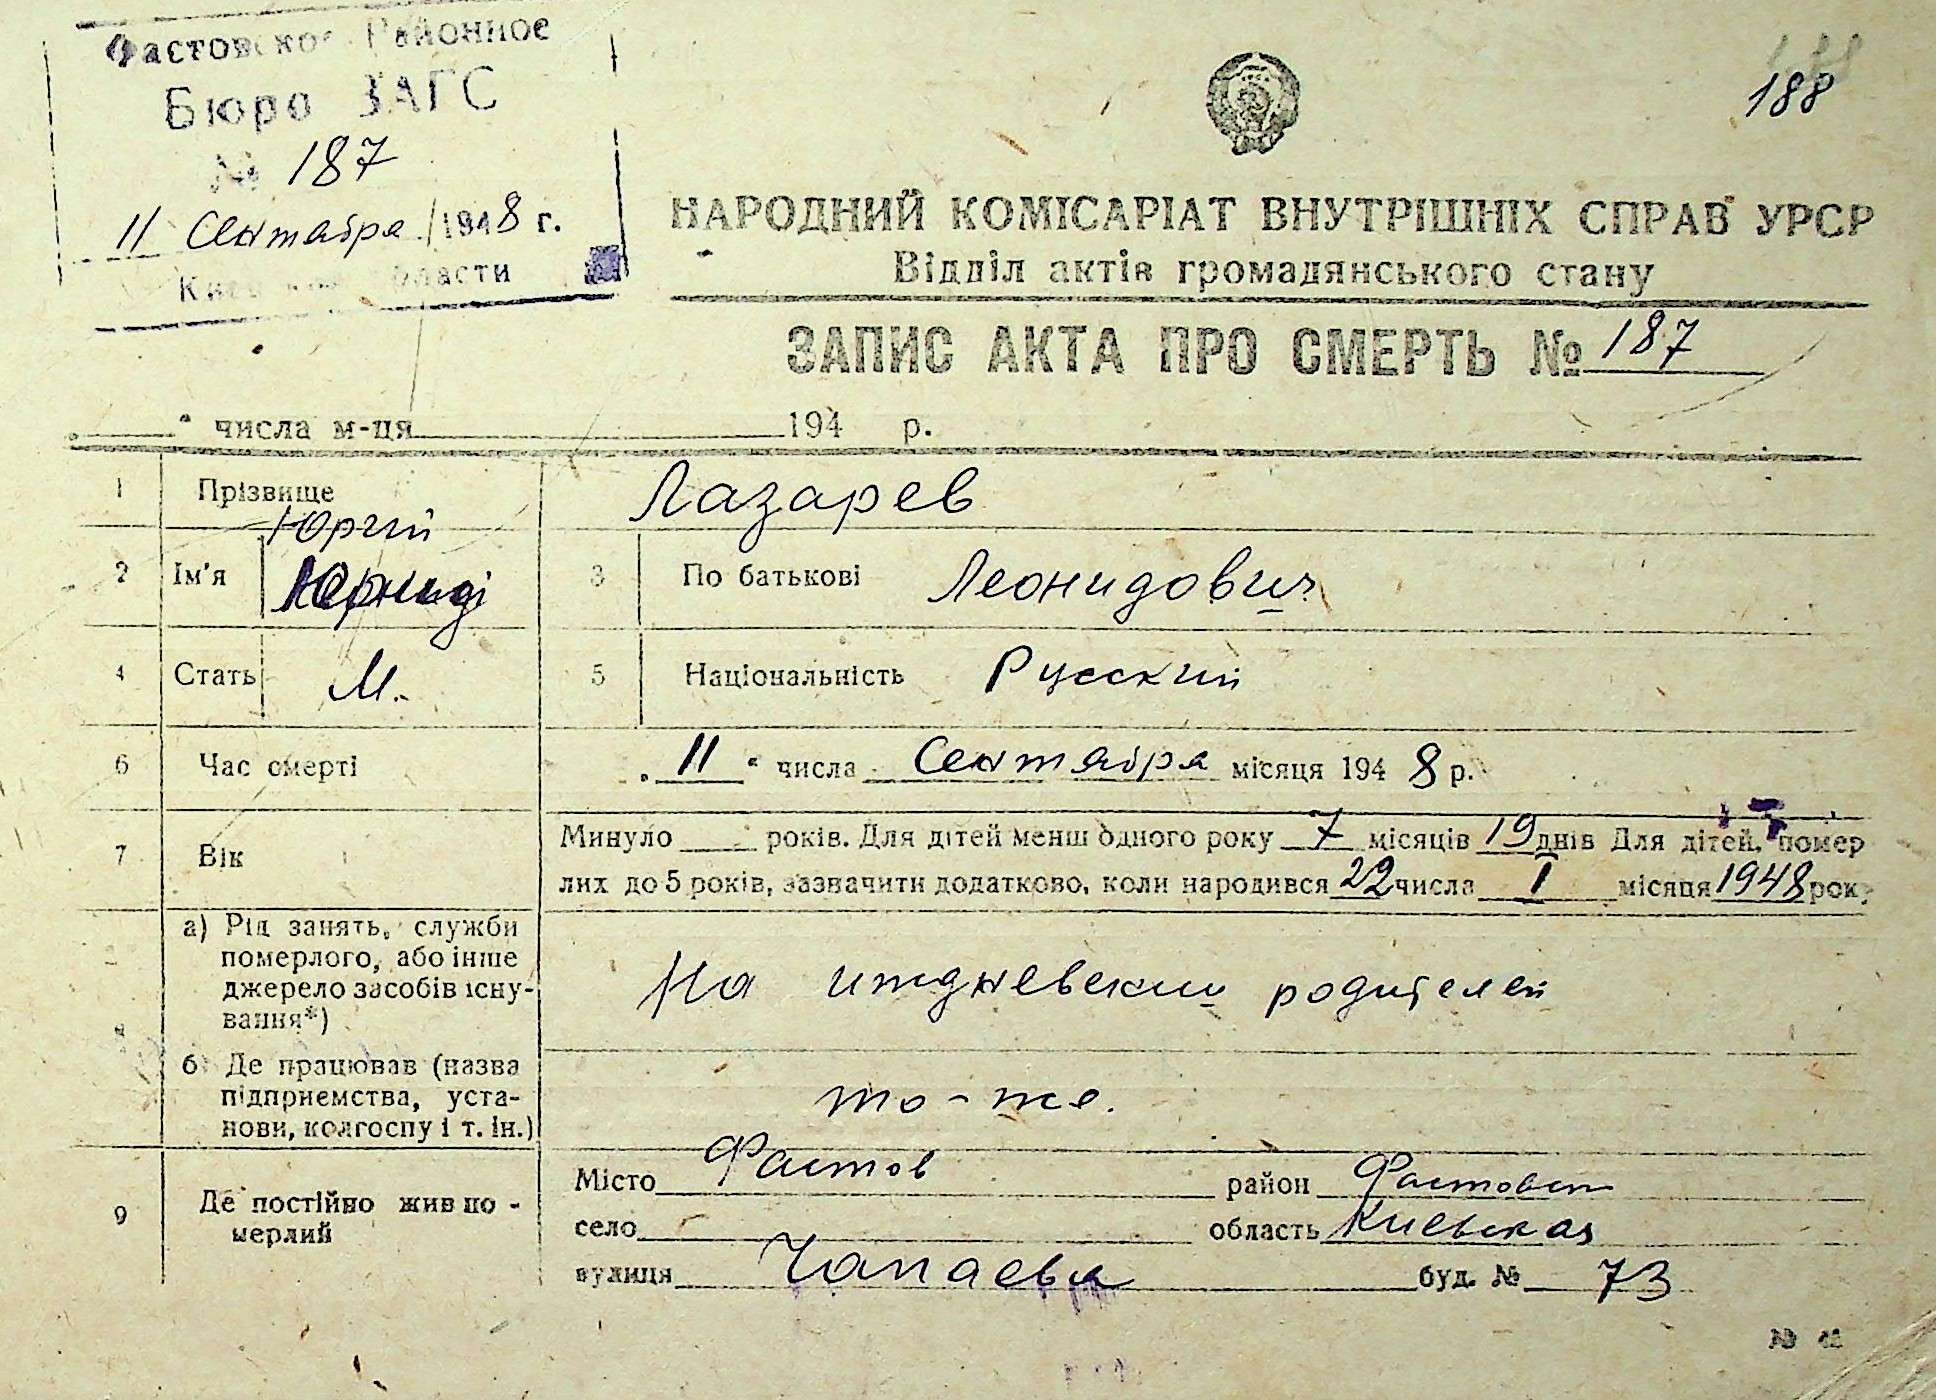 Фастовское Районное
Бюро ЗАГС
№ 187
11 Сентября 1948 г.
Киевской области
188
НАРОДНИЙ КОМІСАРІАТ ВНУТРІШНІХ СПРАВ УРСР
Відділ актів громадянського стану
ЗАПИС АКТА ПРО СМЕРТЬ № 187
" " числа м-ця 194 р.
1 Прізвище Лазарев
Юргій
2 Ім'я 3 По батькові Леонидович
4 Стать М. 5 Національність Русский
6 Час смерті „ 11 “ числа Сентября місяця 194 8 р.
7 Вік Минуло ___ років. Для дітей менш одного року 7 місяців 19 днів Для дітей, помер
лих до 5 років, зазначити додатково, коли народився 22 числа I місяця 1948 рок.
а) Рід занять, служби
померлого, або інше
джерело засобів існу-
вання*)
На иждневеским родителей
б) Де працював (назва
підприємства, уста-
нови, колгоспу і т. ін.)
то-же.
9 Де постійно жив по-
мерлий
Місто Фастов район Фастовск
село область Киевская
вулиця Чапаева буд. № 73